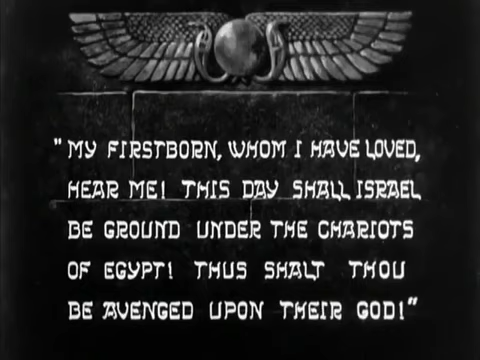 "MY FIRSTBORN, WHOM I HAVE LOVED,
HEAR ME! THIS DAY SHALL ISRAEL
BE GROUND UNDER THE CHARIOTS
OF EGYPT! THUS SHALT THOU
BE AVENGED UPON THEIR GOD!"